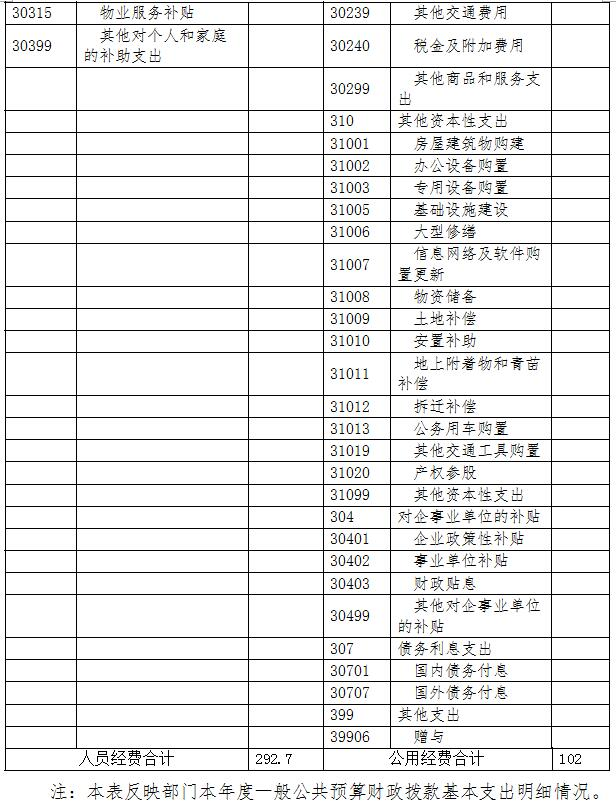 30315 物业服务补贴 30239 其他交通费用
30399 其他对个人和家庭的补助支出 30240 税金及附加费用
30299 其他商品和服务支出
310 其他资本性支出
31001 房屋建筑物购建
31002 办公设备购置
31003 专用设备购置
31005 基础设施建设
31006 大型修缮
31007 信息网络及软件购置更新
31008 物资储备
31009 土地补偿
31010 安置补助
31011 地上附着物和青苗补偿
31012 拆迁补偿
31013 公务用车购置
31019 其他交通工具购置
31020 产权参股
31099 其他资本性支出
304 对企事业单位的补贴
30401 企业政策性补贴
30402 事业单位补贴
30403 财政贴息
30499 其他对企事业单位的补贴
307 债务利息支出
30701 国内债务付息
30707 国外债务付息
399 其他支出
39906 赠与
人员经费合计 292.7 公用经费合计 102
注：本表反映部门本年度一般公共预算财政拨款基本支出明细情况。